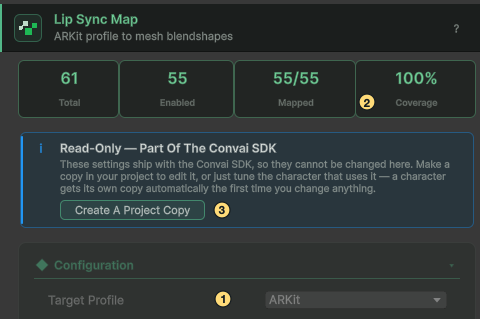 Lip Sync Map
ARKit profile to mesh blendshapes
?
61
Total
55
Enabled
55/55
Mapped
100%
2
Coverage
i
Read-Only — Part Of The Convai SDK
These settings ship with the Convai SDK, so they cannot be changed here. Make a
copy in your project to edit it, or just tune the character that uses it — a character
gets its own copy automatically the first time you change anything.
Create A Project Copy
3
Configuration
Target Profile
1
ARKit